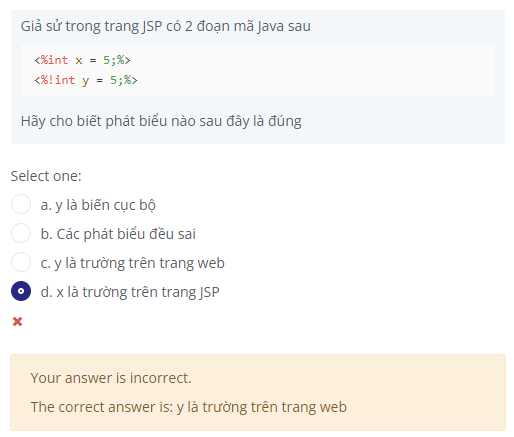 Giả sử trong trang JSP có 2 đoạn mã Java sau
<%int x = 5;%>
<%!int y = 5;%>
Hãy cho biết phát biểu nào sau đây là đúng
Select one:
a. y là biến cục bộ
b. Các phát biểu đều sai
c. y là trường trên trang web
d. x là trường trên trang JSP
Your answer is incorrect.
The correct answer is: y là trường trên trang web